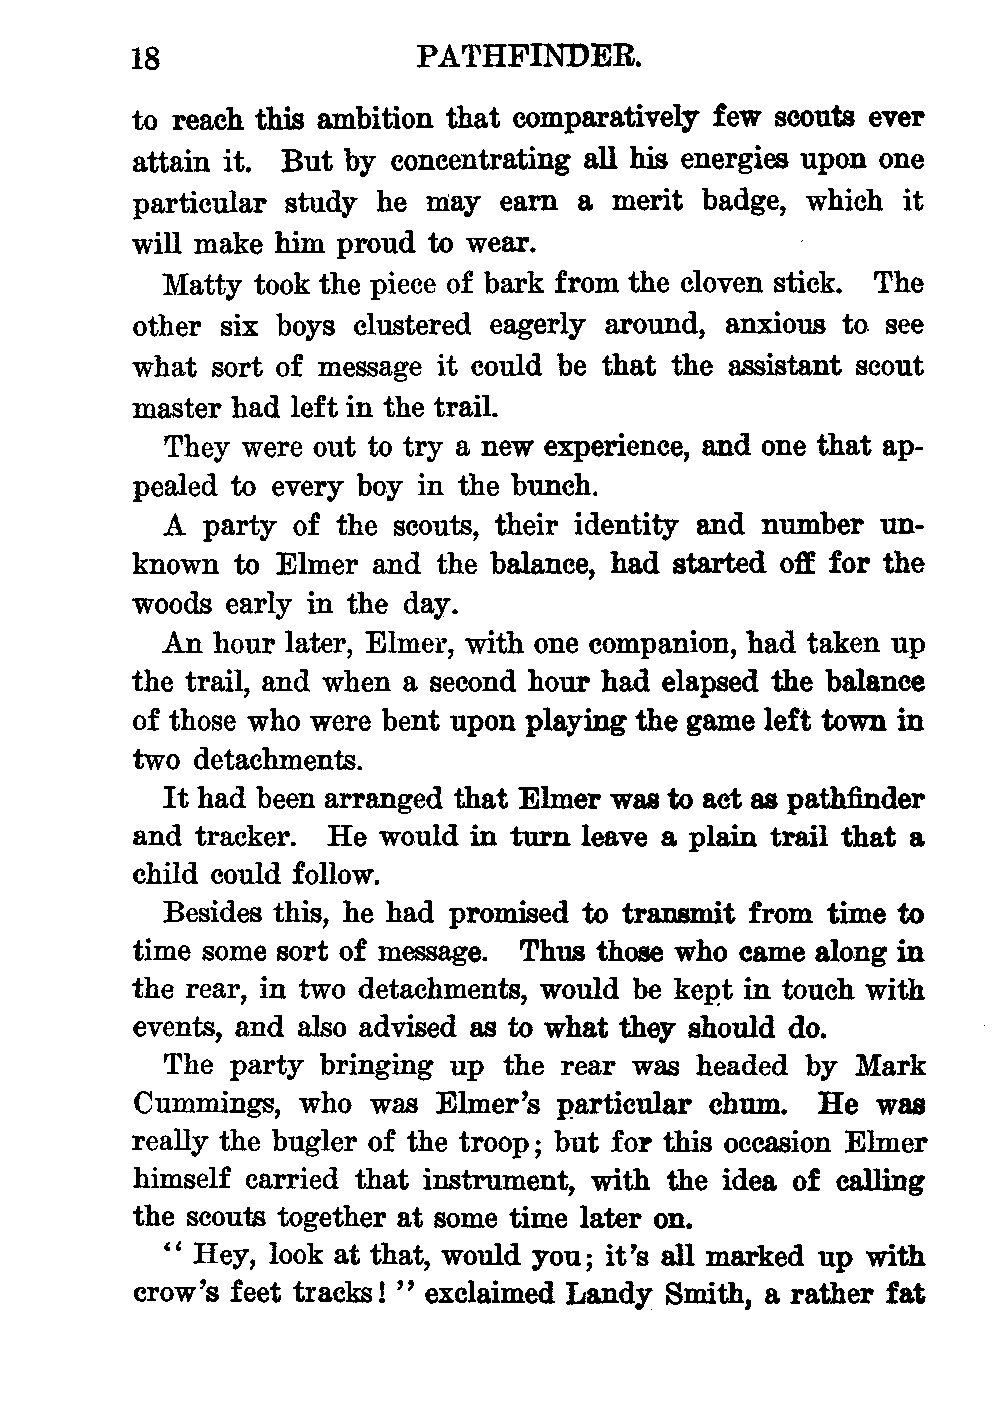 18 PATHFINDER.
to reach this ambition that comparatively few scouts ever
attain it. But by concentrating all his energies upon one
particular study he may earn a merit badge, which it
will make him proud to wear.
Matty took the piece of bark from the cloven stick. The
other six boys clustered eagerly around, anxious to see
what sort of message it could be that the assistant scout
master had left in the trail.
They were out to try a new experience, and one that ap-
pealed to every boy in the bunch.
A party of the scouts, their identity and number un-
known to Elmer and the balance, had started off for the
woods early in the day.
An hour later, Elmer, with one companion, had taken up
the trail, and when a second hour had elapsed the balance
of those who were bent upon playing the game left town in
two detachments.
It had been arranged that Elmer was to act as pathfinder
and tracker. He would in turn leave a plain trail that a
child could follow.
Besides this, he had promised to transmit from time to
time some sort of message. Thus those who came along in
the rear, in two detachments, would be kept in touch with
events, and also advised as to what they should do.
The party bringing up the rear was headed by Mark
Cummings, who was Elmer's particular chum. He was
really the bugler of the troop; but for this occasion Elmer
himself carried that instrument, with the idea of calling
the scouts together at some time later on.
“ Hey, look at that, would you; it's all marked up with
crow's feet tracks! ” exclaimed Landy Smith, a rather fat